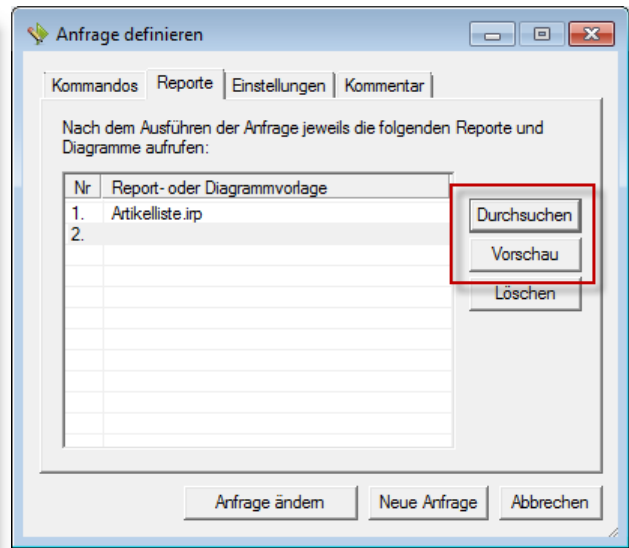 Anfrage definieren
Kommandos Reporte Einstellungen Kommentar
Nach dem Ausführen der Anfrage jeweils die folgenden Reporte und
Diagramme aufrufen:
Nr Report- oder Diagrammvorlage
1. Artikelliste.irp
2.
Durchsuchen
Vorschau
Löschen
Anfrage ändern Neue Anfrage Abbrechen